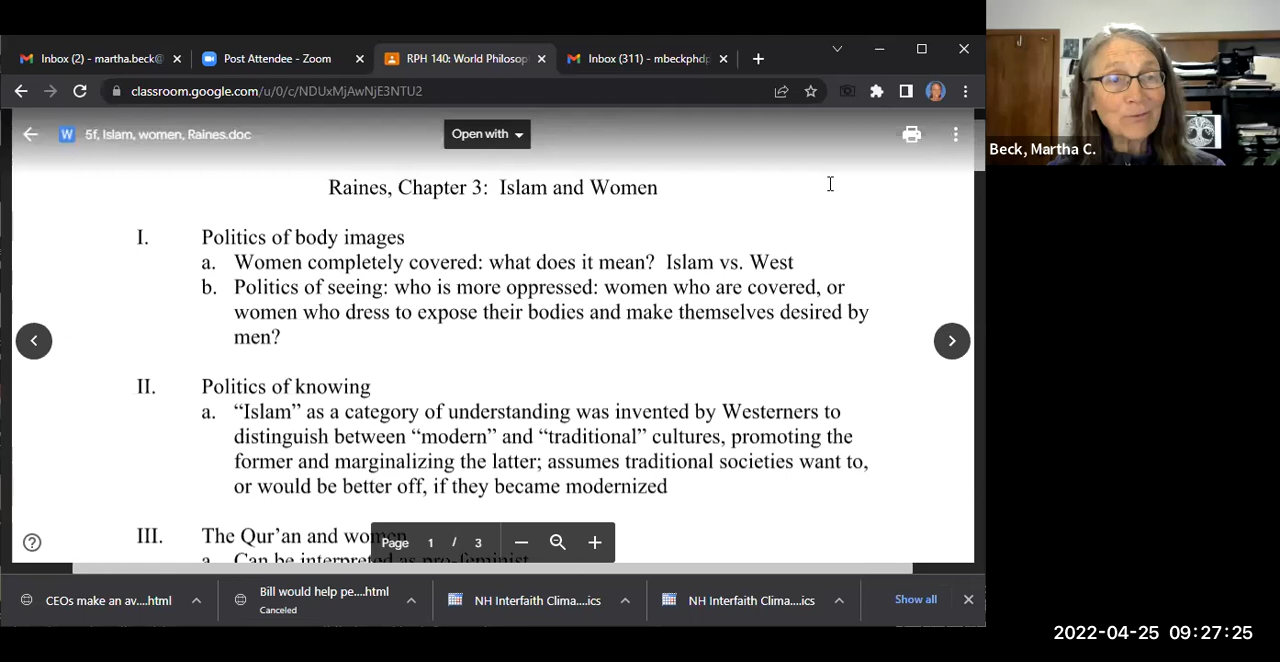 Inbox (2) - martha.beck@
Post Attendee - Zoom
RPH 140: World Philosop
Inbox (311) - mbeckphdp
classroom.google.com/u/0/c/NDUxMjAwNjE3NTU2
5f, Islam, women, Raines.doc
Open with
Beck, Martha C.
Raines, Chapter 3: Islam and Women
I. Politics of body images
a. Women completely covered: what does it mean? Islam vs. West
b. Politics of seeing: who is more oppressed: women who are covered, or
women who dress to expose their bodies and make themselves desired by
men?
II. Politics of knowing
a. “Islam” as a category of understanding was invented by Westerners to
distinguish between “modern” and “traditional” cultures, promoting the
former and marginalizing the latter; assumes traditional societies want to,
or would be better off, if they became modernized
III. The Qur’an and women
a. Can be interpreted as pro-feminist
Page 1 / 3
CEOs make an av....html
Bill would help pe....html
Canceled
NH Interfaith Clima....ics
NH Interfaith Clima....ics
Show all
2022-04-25 09:27:25